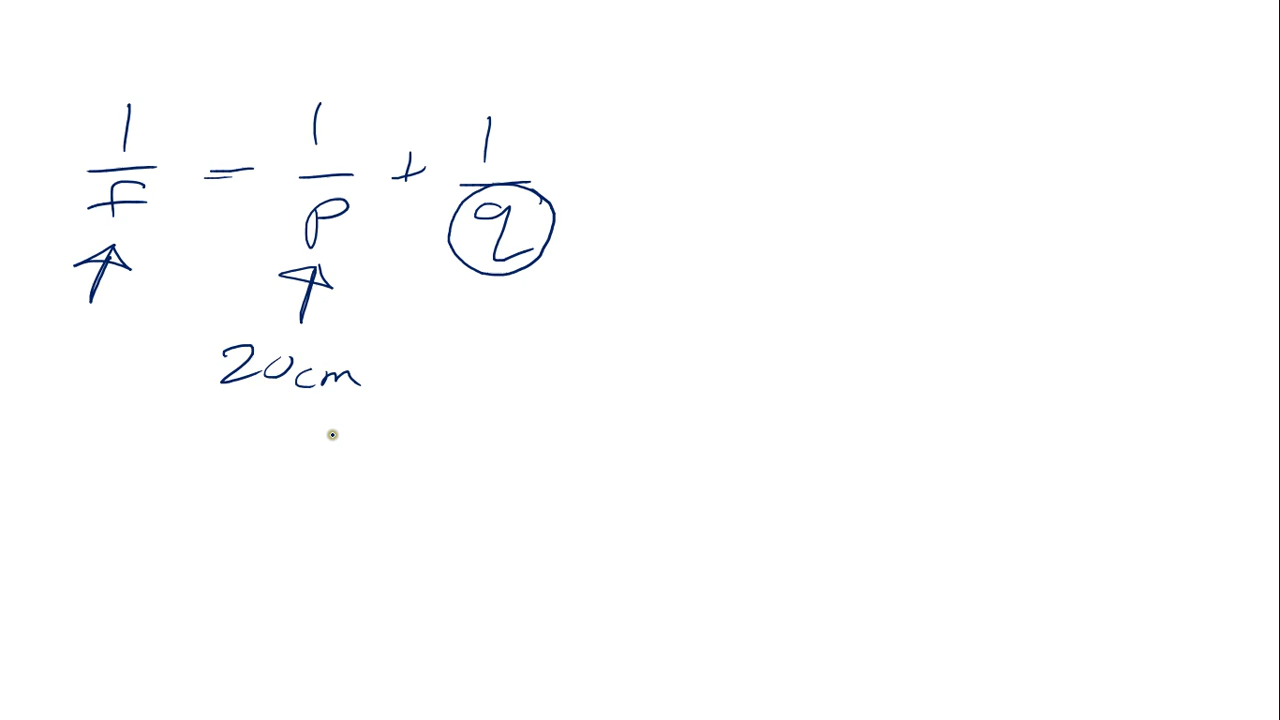 1/F = 1/p + 1/q
20cm